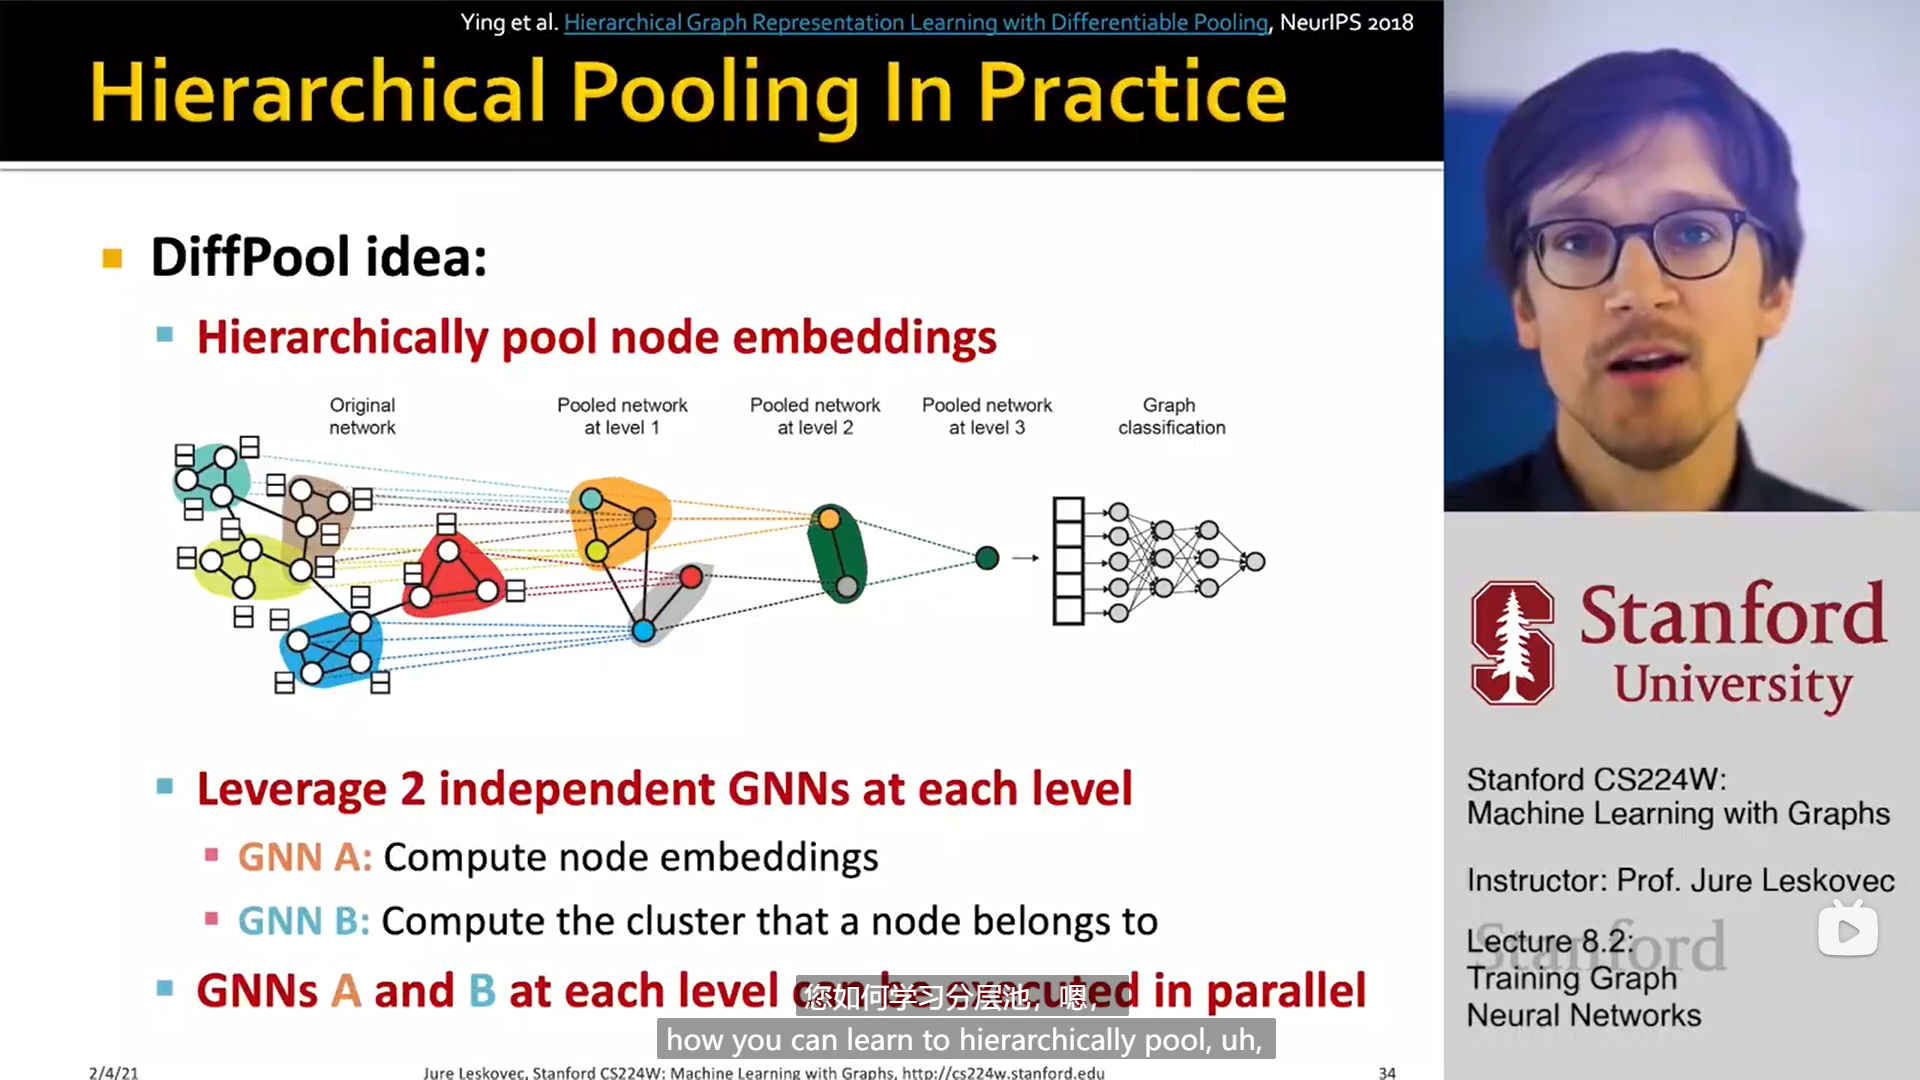 Ying et al. Hierarchical Graph Representation Learning with Differentiable Pooling, NeurIPS 2018
Hierarchical Pooling In Practice
DiffPool idea:
Hierarchically pool node embeddings
Original network
Pooled network at level 1
Pooled network at level 2
Pooled network at level 3
Graph classification
Leverage 2 independent GNNs at each level
GNN A: Compute node embeddings
GNN B: Compute the cluster that a node belongs to
GNNs A and B at each level can be executed in parallel
您如何学习分层池，嗯，
how you can learn to hierarchically pool, uh,
2/4/21
Jure Leskovec, Stanford CS224W: Machine Learning with Graphs, http://cs224w.stanford.edu
34
Stanford
University
Stanford CS224W:
Machine Learning with Graphs
Instructor: Prof. Jure Leskovec
Stanford
Lecture 8.2:
Training Graph
Neural Networks